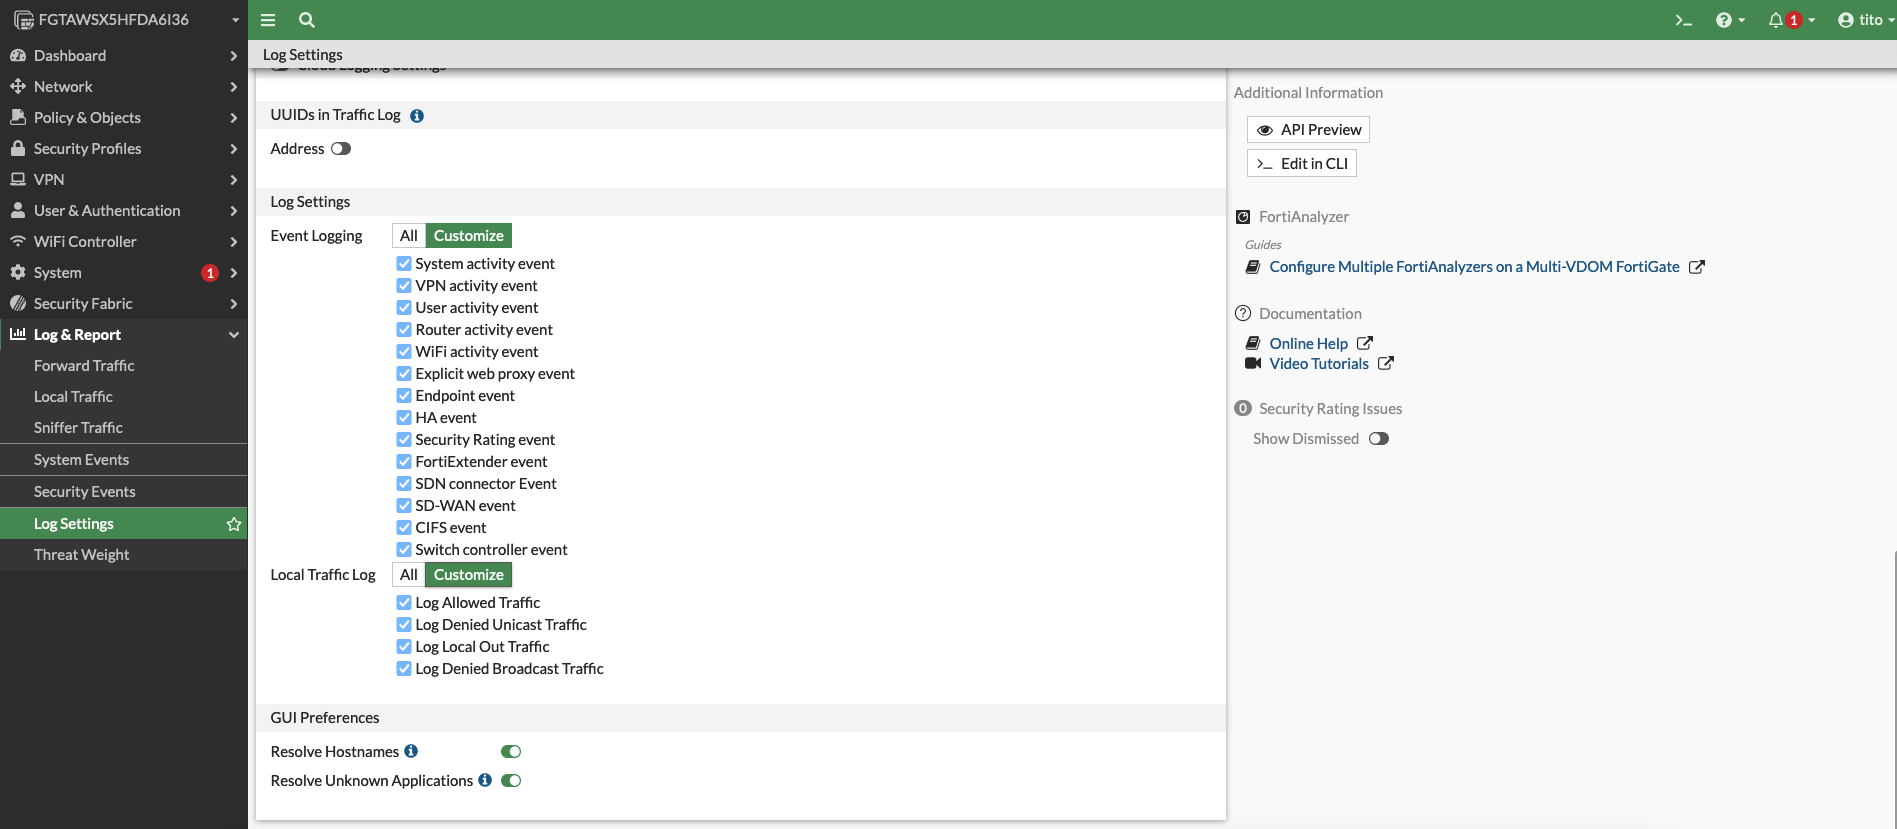 FGTAWSX5HFDA6I36
1
tito
Dashboard
Network
Policy & Objects
Security Profiles
VPN
User & Authentication
WiFi Controller
System 1
Security Fabric
Log & Report
Forward Traffic
Local Traffic
Sniffer Traffic
System Events
Security Events
Log Settings
Threat Weight
Log Settings
Cloud Logging Settings
UUIDs in Traffic Log
Address
Log Settings
Event Logging All Customize
System activity event
VPN activity event
User activity event
Router activity event
WiFi activity event
Explicit web proxy event
Endpoint event
HA event
Security Rating event
FortiExtender event
SDN connector Event
SD-WAN event
CIFS event
Switch controller event
Local Traffic Log All Customize
Log Allowed Traffic
Log Denied Unicast Traffic
Log Local Out Traffic
Log Denied Broadcast Traffic
GUI Preferences
Resolve Hostnames
Resolve Unknown Applications
Additional Information
API Preview
>_ Edit in CLI
FortiAnalyzer
Guides
Configure Multiple FortiAnalyzers on a Multi-VDOM FortiGate
Documentation
Online Help
Video Tutorials
0 Security Rating Issues
Show Dismissed